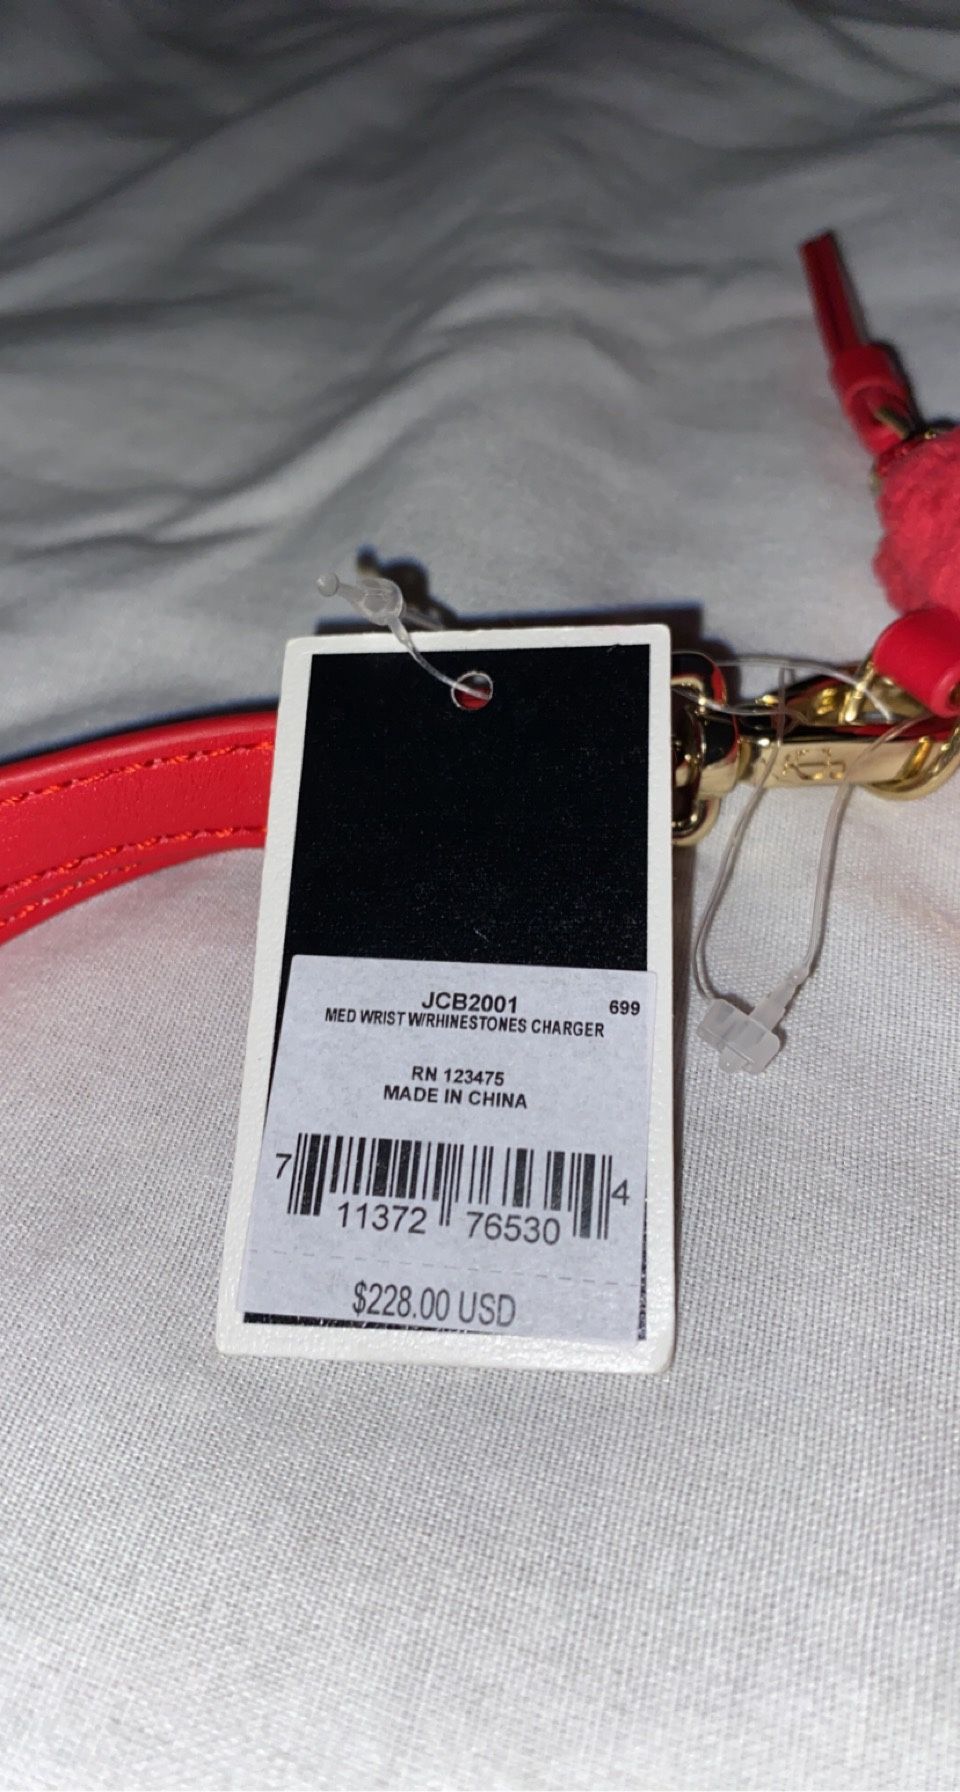 JCB2001 699
MED WRIST W/RHINESTONES CHARGER
RN 123475
MADE IN CHINA
7 11372 76530 4
$228.00 USD